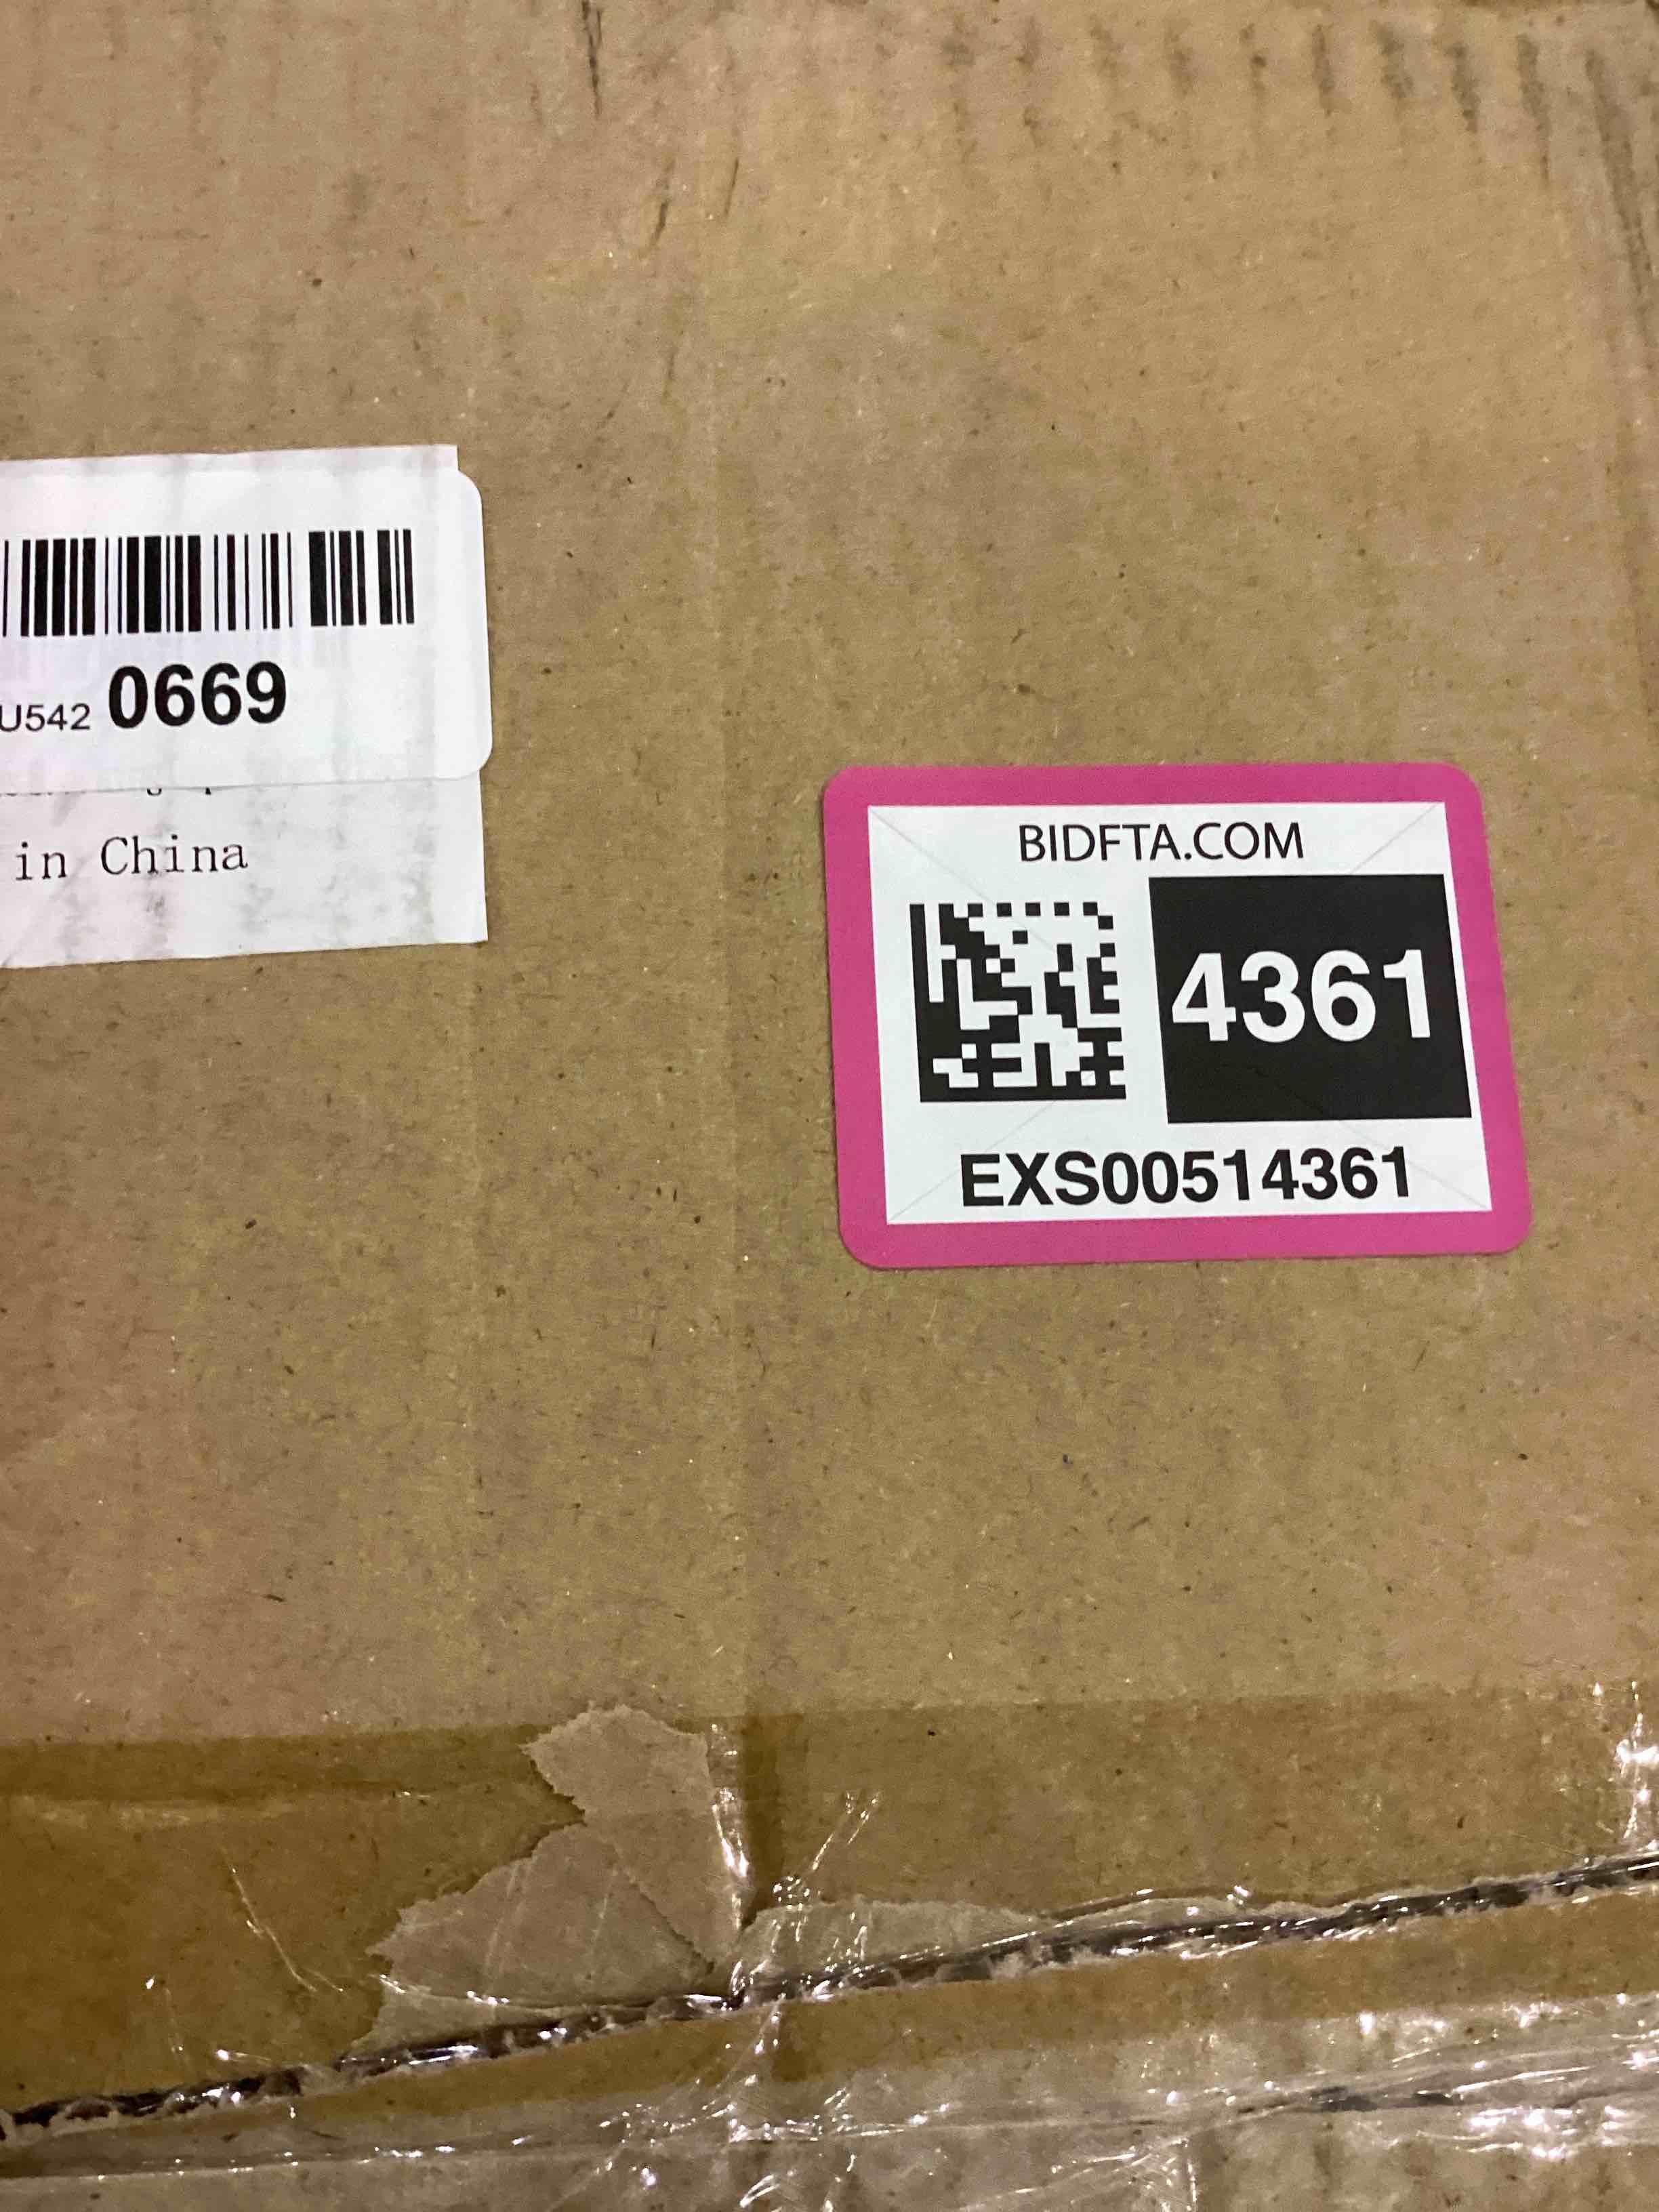 U542 0669
in China
BIDFTA.COM
4361
EXS00514361